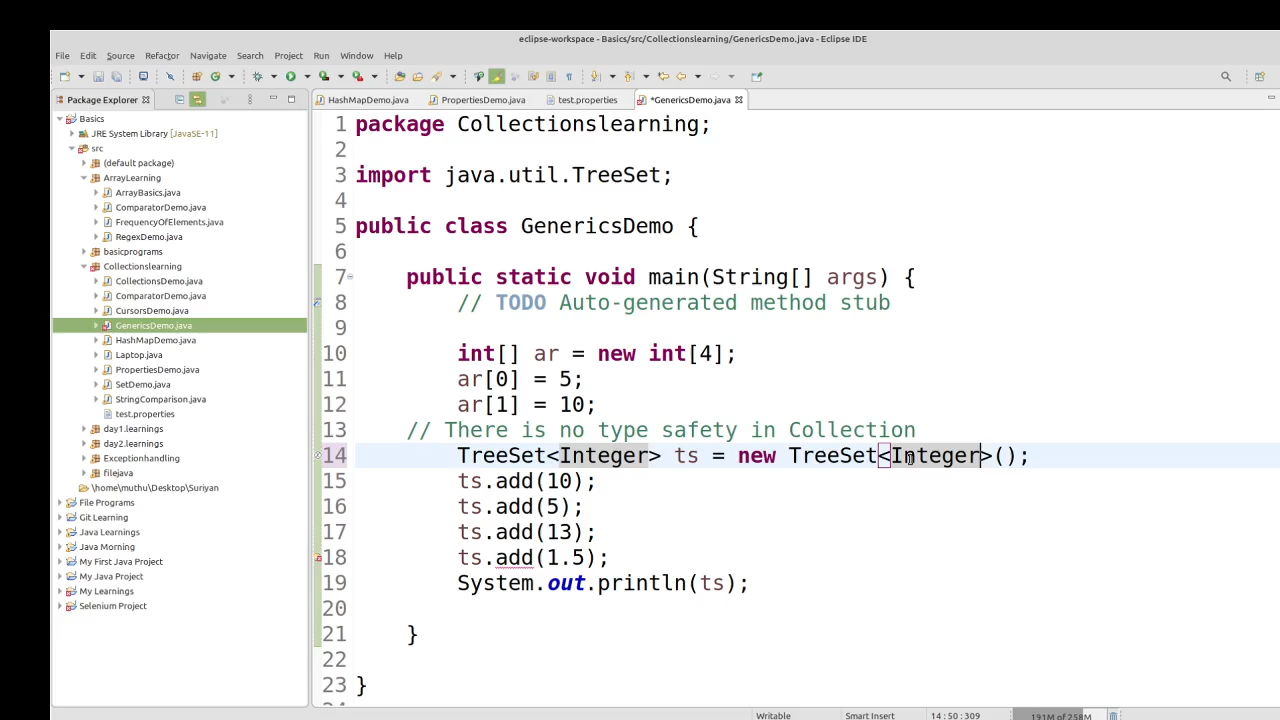 eclipse-workspace - Basics/src/Collectionslearning/GenericsDemo.java - Eclipse IDE
File Edit Source Refactor Navigate Search Project Run Window Help
Package Explorer
HashMapDemo.java PropertiesDemo.java test.properties *GenericsDemo.java
Basics
JRE System Library [JavaSE-11]
src
(default package)
ArrayLearning
ArrayBasics.java
ComparatorDemo.java
FrequencyOfElements.java
RegexDemo.java
basicprograms
Collectionslearning
CollectionsDemo.java
ComparatorDemo.java
CursorsDemo.java
GenericsDemo.java
HashMapDemo.java
Laptop.java
PropertiesDemo.java
SetDemo.java
StringComparison.java
test.properties
day1.learnings
day2.learnings
Exceptionhandling
filejava
\home\muthu\Desktop\Suriyan
File Programs
Git Learning
Java Learnings
Java Morning
My First Java Project
My Java Project
My Learnings
Selenium Project
1 package Collectionslearning;
2
3 import java.util.TreeSet;
4
5 public class GenericsDemo {
6
7 public static void main(String[] args) {
8 // TODO Auto-generated method stub
9
10 int[] ar = new int[4];
11 ar[0] = 5;
12 ar[1] = 10;
13 // There is no type safety in Collection
14 TreeSet<Integer> ts = new TreeSet<Integer>();
15 ts.add(10);
16 ts.add(5);
17 ts.add(13);
18 ts.add(1.5);
19 System.out.println(ts);
20
21 }
22
23 }
Writable Smart Insert 14 : 50 : 309 191M of 258M